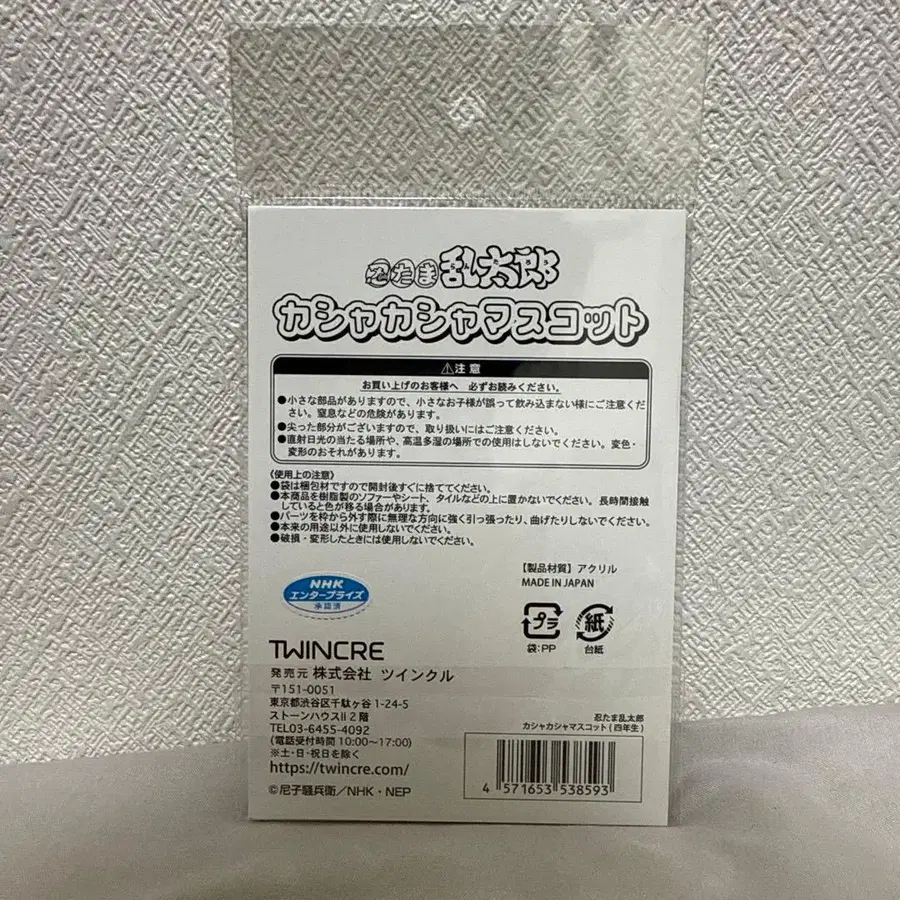 忍たま乱太郎
カシャカシャマスコット
⚠注意
お買い上げのお客様へ 必ずお読みください。
●小さな部品がありますので、小さなお子様が誤って飲み込まない様にご注意くだ
さい。窒息などの危険があります。
●尖った部分がございますので、取り扱いにはご注意ください。
●直射日光の当たる場所や、高温多湿の場所での使用はしないでください。変色・
変形のおそれがあります。
〈使用上の注意〉
●袋は梱包材ですので開封後すぐに捨ててください。
●本商品を樹脂製のソファーやシート、タイルなどの上に置かないでください。長時間接触
していると色が移る場合があります。
●パーツを枠から外す際に無理な方向に強く引っ張ったり、曲げたりしないでください。
●本来の用途以外に使用しないでください。
●破損・変形したときには使用しないでください。
【製品材質】アクリル
MADE IN JAPAN
NHK
エンタープライズ
承認済
プラ
袋:PP
紙
台紙
TWINCRE
発売元 株式会社 ツインクル
〒151-0051
東京都渋谷区千駄ヶ谷1-24-5
ストーンハウスⅡ2階
TEL03-6455-4092
(電話受付時間 10:00〜17:00)
※土・日・祝日を除く
https://twincre.com/
©尼子騒兵衛/NHK・NEP
忍たま乱太郎
カシャカシャマスコット(四年生)
4 571653 538593